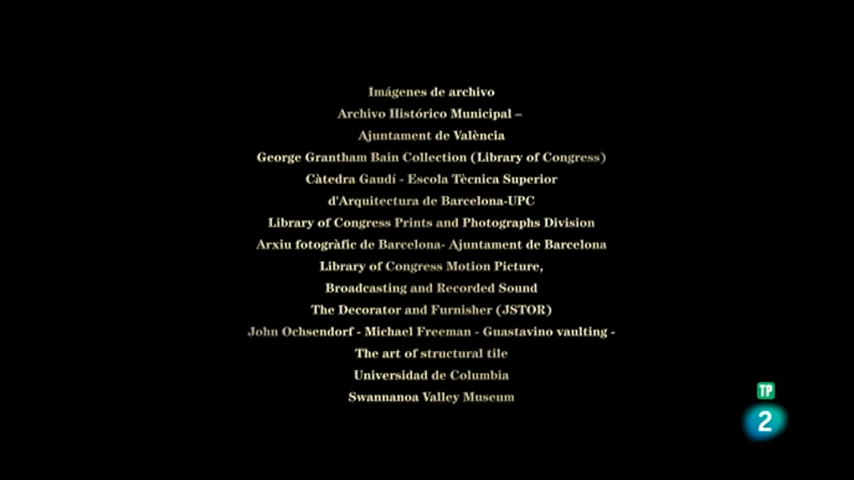 Imágenes de archivo
Archivo Histórico Municipal –
Ajuntament de València
George Grantham Bain Collection (Library of Congress)
Càtedra Gaudí - Escola Tècnica Superior
d'Arquitectura de Barcelona-UPC
Library of Congress Prints and Photographs Division
Arxiu fotogràfic de Barcelona- Ajuntament de Barcelona
Library of Congress Motion Picture,
Broadcasting and Recorded Sound
The Decorator and Furnisher (JSTOR)
John Ochsendorf - Michael Freeman - Guastavino vaulting -
The art of structural tile
Universidad de Columbia
Swannanoa Valley Museum
TP
2